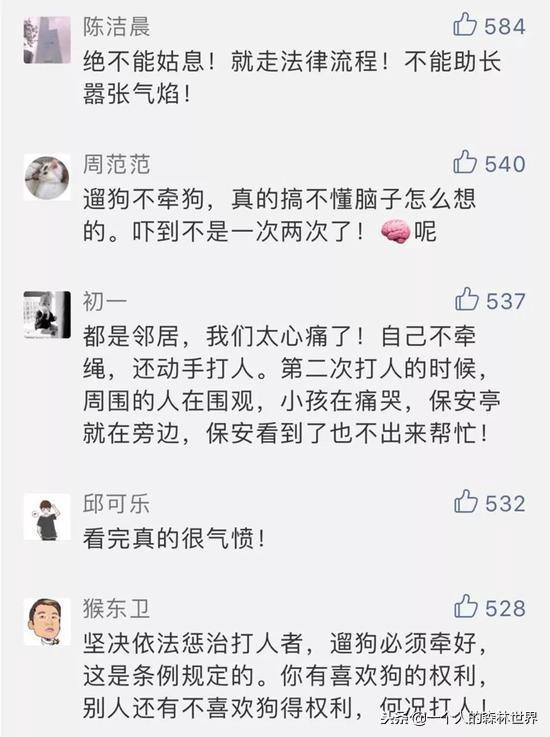 陈洁晨 584
绝不能姑息！就走法律流程！不能助长
嚣张气焰！
周范范 540
遛狗不牵狗，真的搞不懂脑子怎么想
的。吓到不是一次两次了！🧠呢
初一 537
都是邻居，我们太心痛了！自己不牵
绳，还动手打人。第二次打人的时候，
周围的人在围观，小孩在痛哭，保安亭
就在旁边，保安看到了也不出来帮忙！
邱可乐 532
看完真的很气愤！
猴东卫 528
坚决依法惩治打人者，遛狗必须牵好，
这是条例规定的。你有喜欢狗的权利，
别人还有不喜欢狗得权利，何况打人！
头条@一个人的森林世界